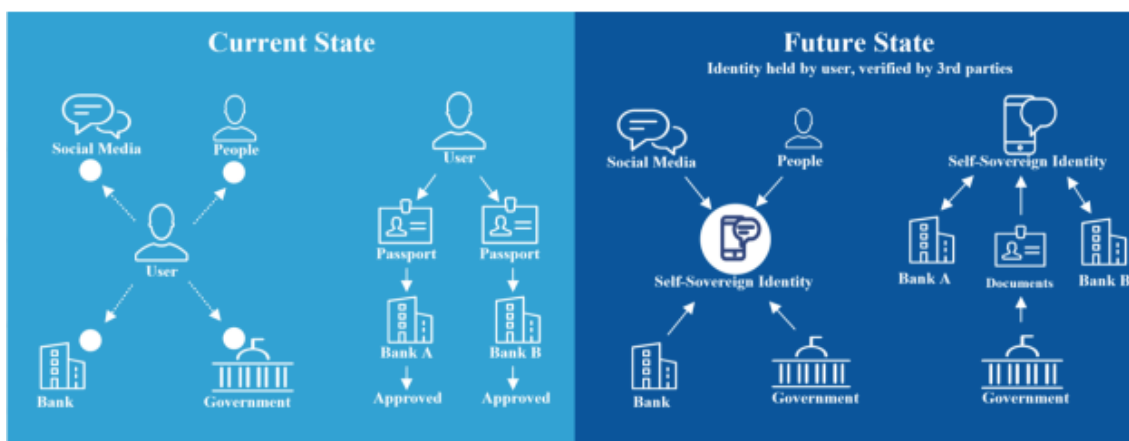 Current State
Social Media
People
User
Bank
Government
User
Passport
Passport
Bank A
Bank B
Approved
Approved
Future State
Identity held by user, verified by 3rd parties
Social Media
People
Self-Sovereign Identity
Bank
Government
Self-Sovereign Identity
Bank A
Documents
Bank B
Government